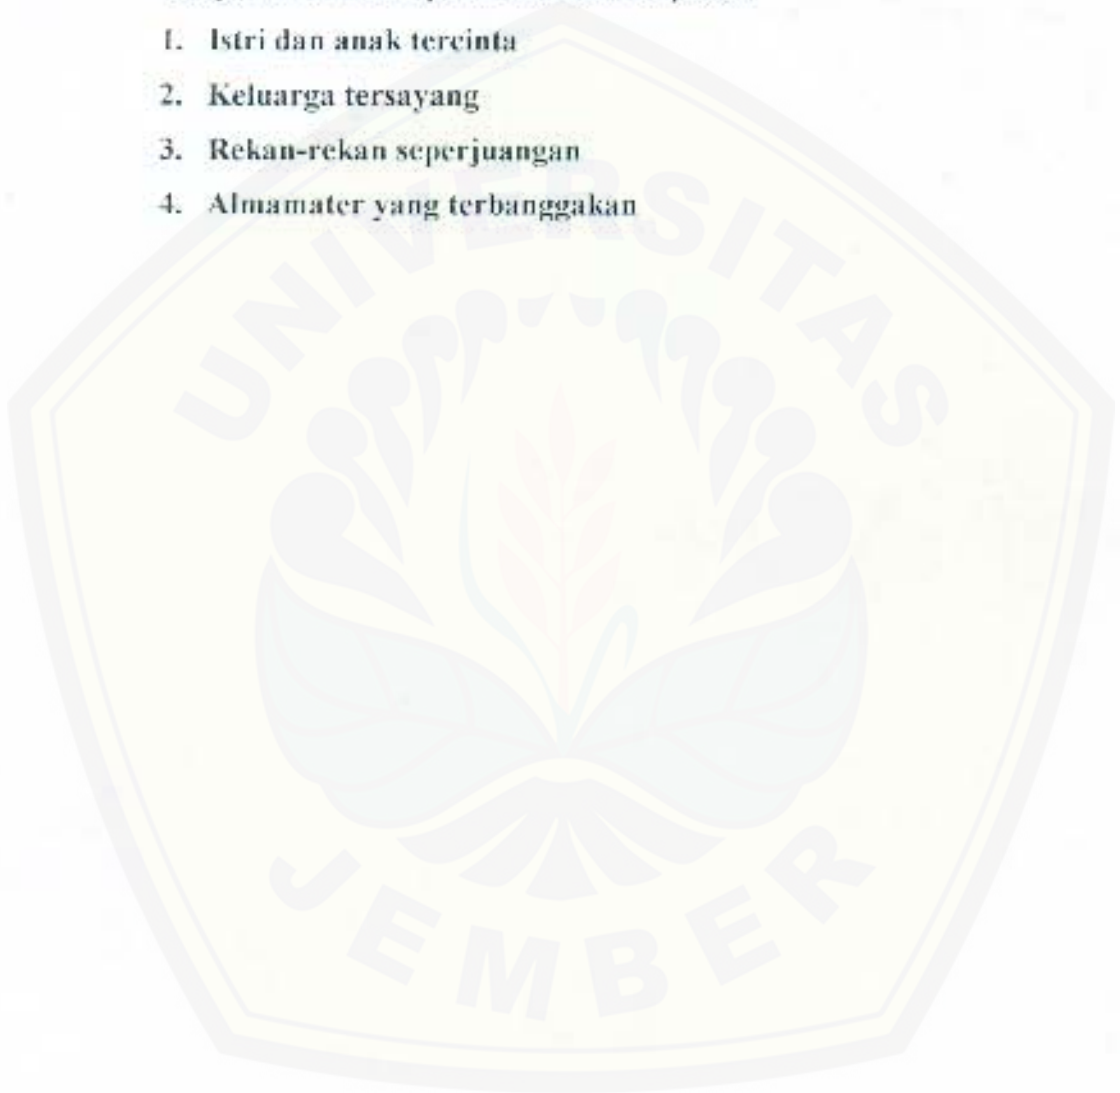 1. Istri dan anak tercinta
2. Keluarga tersayang
3. Rekan-rekan seperjuangan
4. Almamater yang terbanggakan
UNIVERSITAS
JEMBER